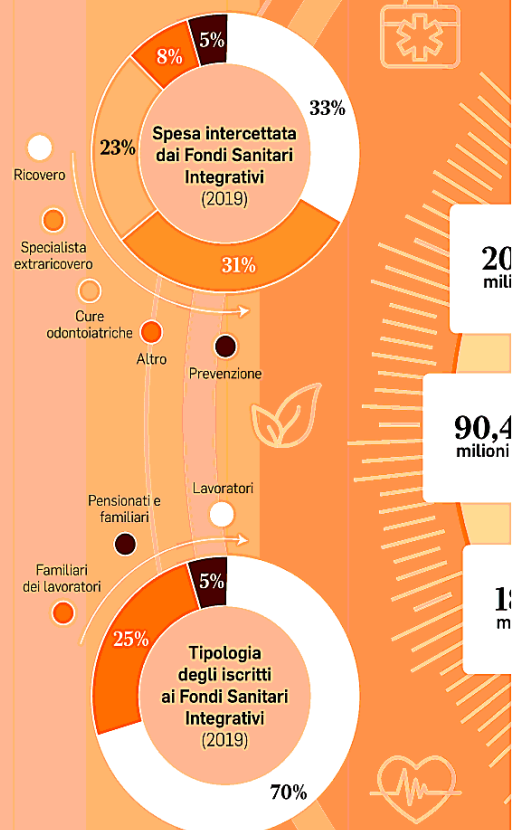 5%
8%
33%
23%
Spesa intercettata
dai Fondi Sanitari
Integrativi
(2019)
31%
Ricovero
Specialista
extraricovero
Cure
odontoiatriche
Altro
Prevenzione
20
mili
90,4
milioni
Lavoratori
Pensionati e
familiari
Familiari
dei lavoratori
5%
25%
Tipologia
degli iscritti
ai Fondi Sanitari
Integrativi
(2019)
70%